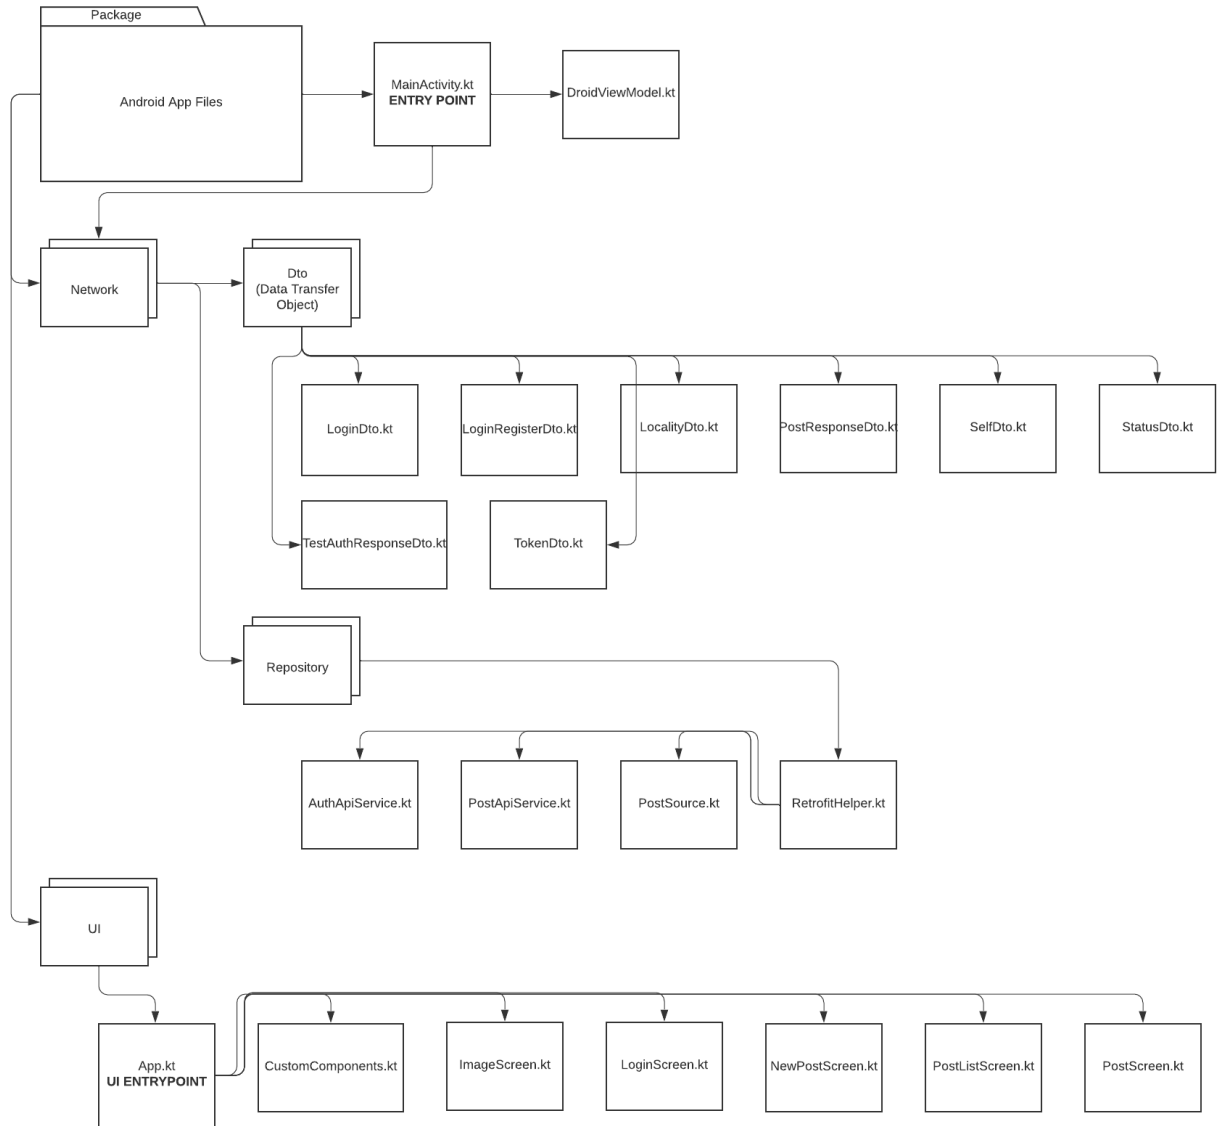 Package
Android App Files
MainActivity.kt
ENTRY POINT
DroidViewModel.kt
Network
Dto
(Data Transfer
Object)
LoginDto.kt
LoginRegisterDto.kt
LocalityDto.kt
PostResponseDto.kt
SelfDto.kt
StatusDto.kt
TestAuthResponseDto.kt
TokenDto.kt
Repository
AuthApiService.kt
PostApiService.kt
PostSource.kt
RetrofitHelper.kt
UI
App.kt
UI ENTRYPOINT
CustomComponents.kt
ImageScreen.kt
LoginScreen.kt
NewPostScreen.kt
PostListScreen.kt
PostScreen.kt